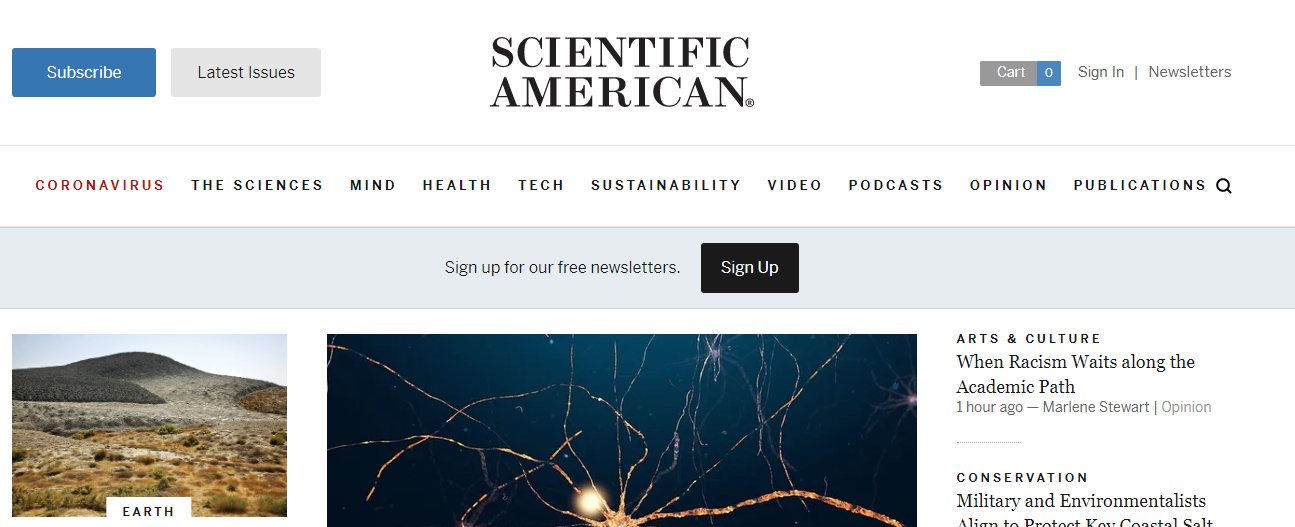 Subscribe
Latest Issues
SCIENTIFIC
AMERICAN®
Cart 0
Sign In | Newsletters
CORONAVIRUS THE SCIENCES MIND HEALTH TECH SUSTAINABILITY VIDEO PODCASTS OPINION PUBLICATIONS
Sign up for our free newsletters. Sign Up
EARTH
ARTS & CULTURE
When Racism Waits along the
Academic Path
1 hour ago — Marlene Stewart | Opinion
CONSERVATION
Military and Environmentalists
Align to Protect Key Coastal Salt